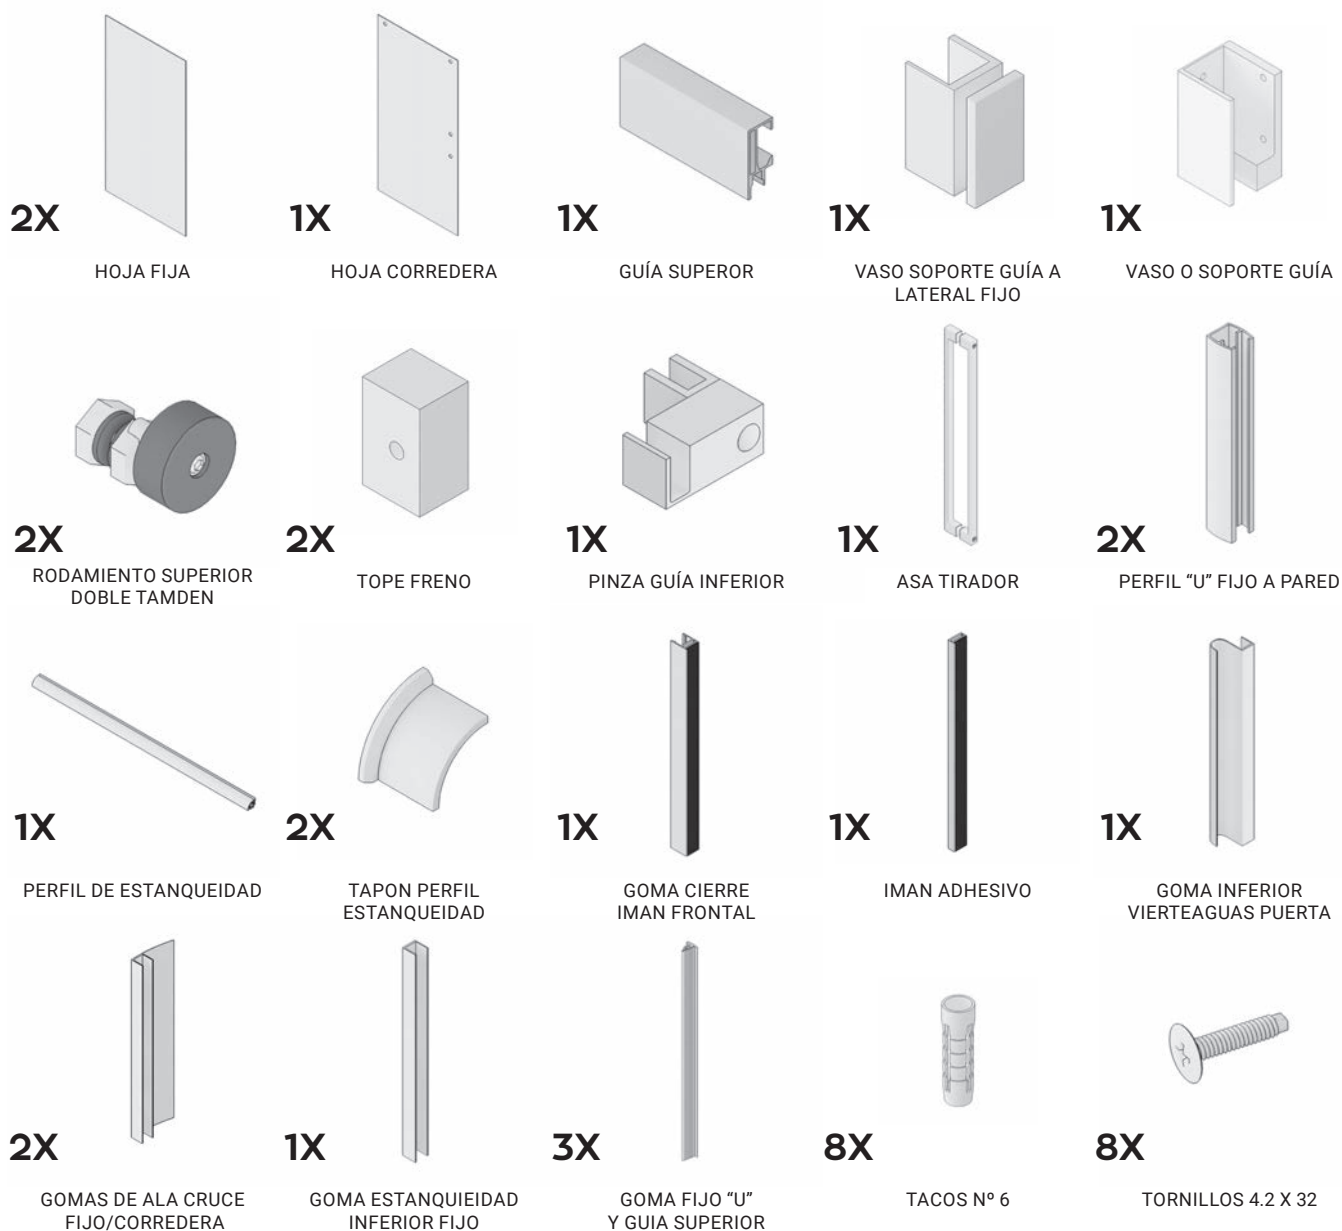 2X
1X
1X
1X
1X
HOJA FIJA
HOJA CORREDERA
GUÍA SUPEROR
VASO SOPORTE GUÍA A
LATERAL FIJO
VASO O SOPORTE GUÍA
2X
2X
1X
1X
2X
RODAMIENTO SUPERIOR
DOBLE TAMDEN
TOPE FRENO
PINZA GUÍA INFERIOR
ASA TIRADOR
PERFIL “U” FIJO A PARED
1X
2X
1X
1X
1X
PERFIL DE ESTANQUEIDAD
TAPON PERFIL
ESTANQUEIDAD
GOMA CIERRE
IMAN FRONTAL
IMAN ADHESIVO
GOMA INFERIOR
VIERTEAGUAS PUERTA
2X
1X
3X
8X
8X
GOMAS DE ALA CRUCE
FIJO/CORREDERA
GOMA ESTANQUIEIDAD
INFERIOR FIJO
GOMA FIJO “U”
Y GUIA SUPERIOR
TACOS Nº 6
TORNILLOS 4.2 X 32